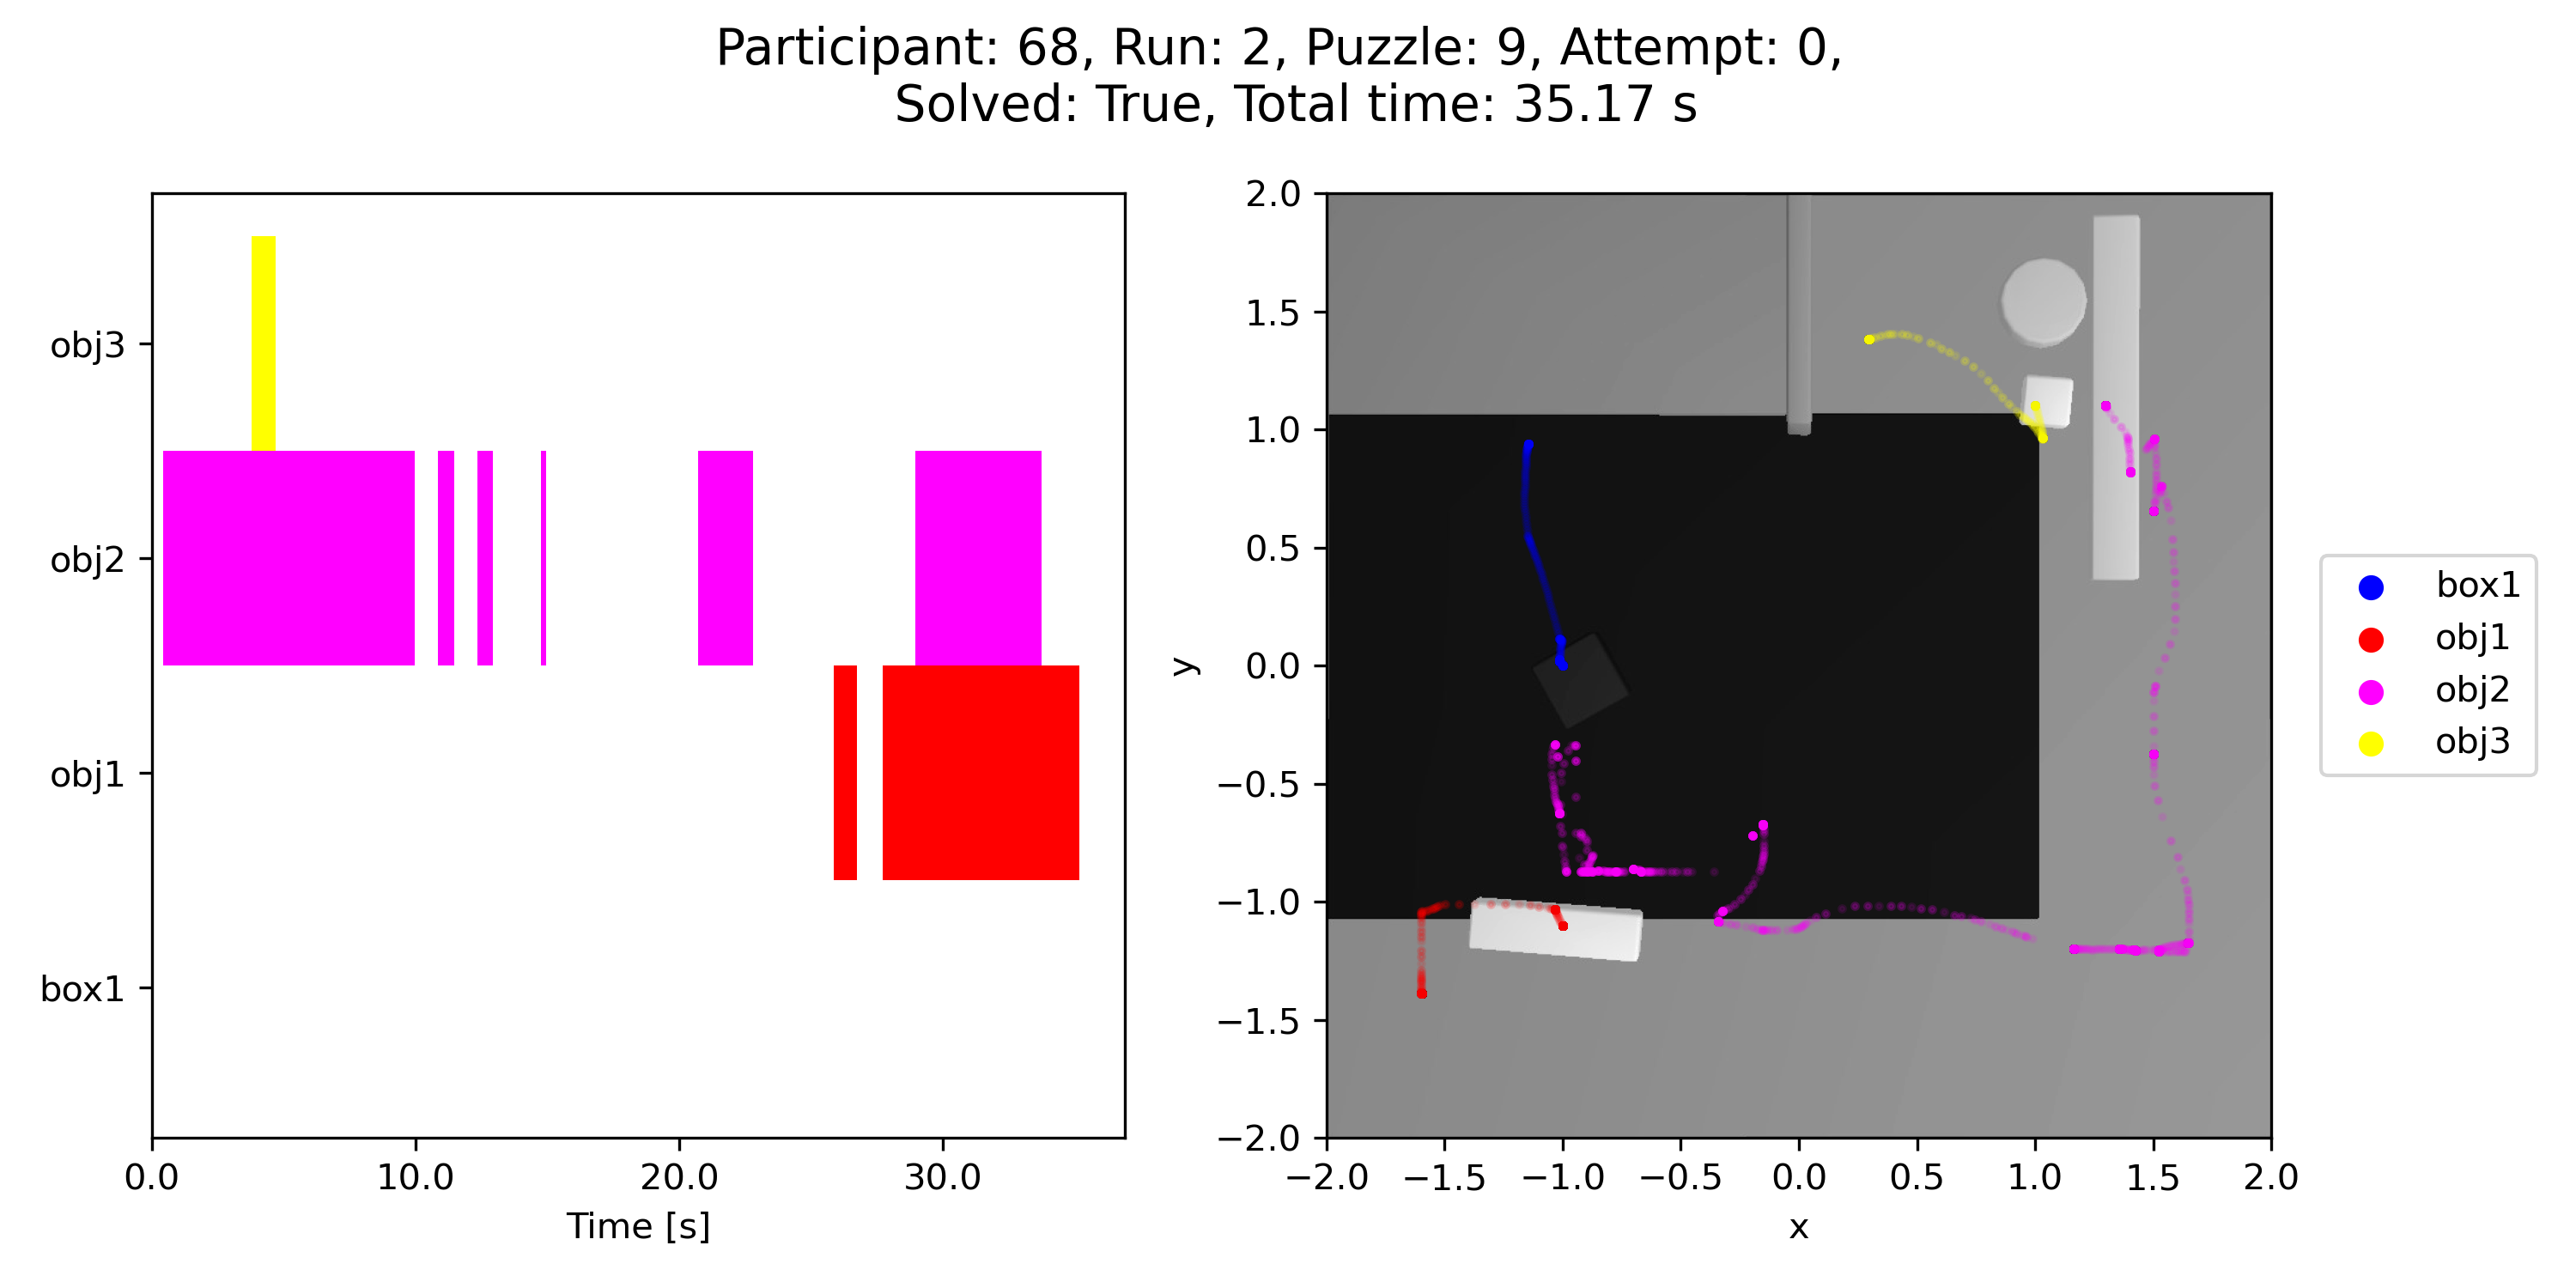 Participant: 68, Run: 2, Puzzle: 9, Attempt: 0,
Solved: True, Total time: 35.17 s
obj3
obj2
obj1
box1
0.0 10.0 20.0 30.0
Time [s]
2.0
1.5
1.0
0.5
0.0
−0.5
−1.0
−1.5
−2.0
y
−2.0 −1.5 −1.0 −0.5 0.0 0.5 1.0 1.5 2.0
x
box1
obj1
obj2
obj3